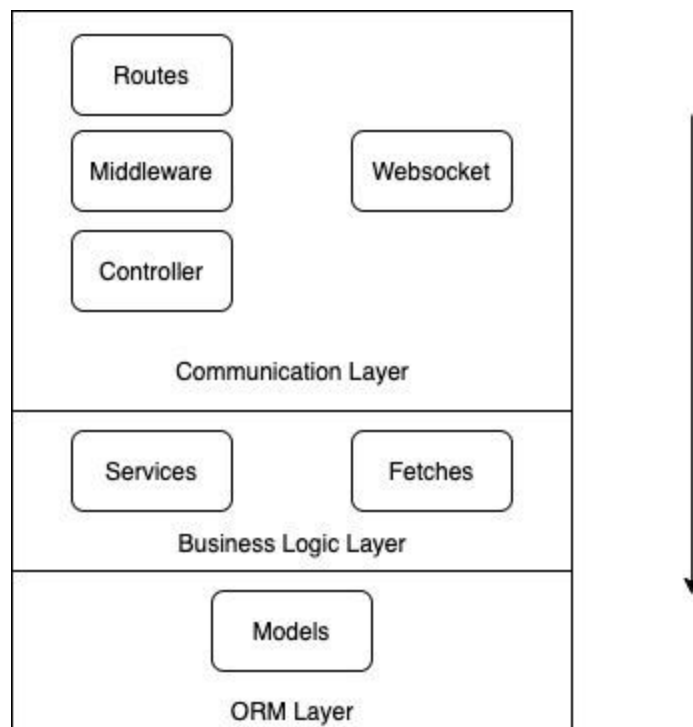 Routes
Middleware
Websocket
Controller
Communication Layer
Services
Fetches
Business Logic Layer
Models
ORM Layer